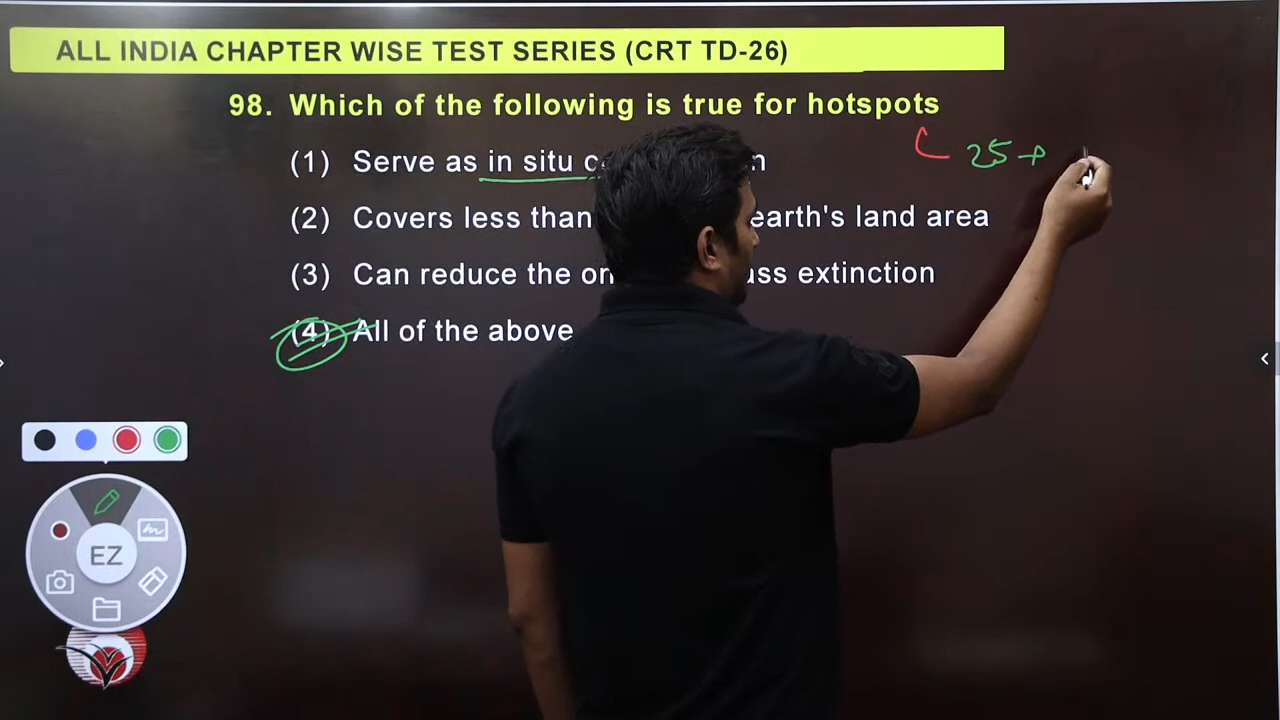 ALL INDIA CHAPTER WISE TEST SERIES (CRT TD-26)
98. Which of the following is true for hotspots
(1) Serve as in situ
25 +
(2) Covers less than earth's land area
(3) Can reduce the extinction
(4) All of the above
EZ